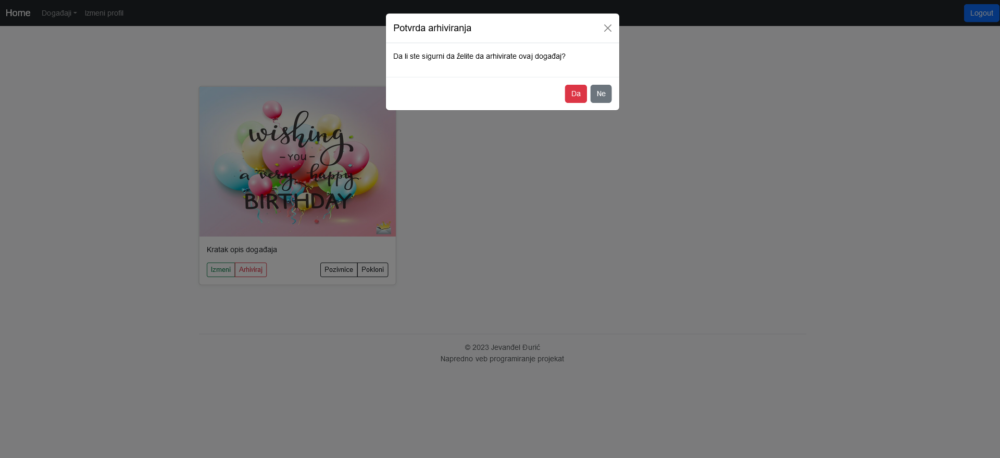 Home Događaji Izmeni profil Logout
Potvrda arhiviranja
Da li ste sigurni da želite da arhivirate ovaj događaj?
Da Ne
wishing
-YOU-
a very happy
BIRTHDAY
Kratak opis događaja
Izmeni Arhiviraj Pozivnice Pokloni
© 2023 Jevanđel Đurić
Napredno veb programiranje projekat